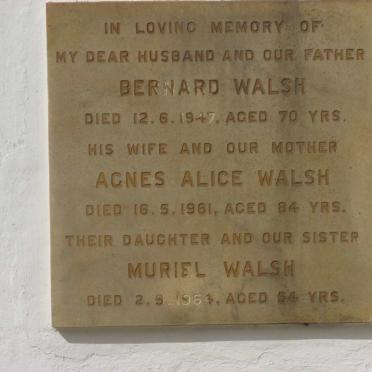 IN LOVING MEMORY OF
MY DEAR HUSBAND AND OUR FATHER
BERNARD WALSH
DIED 12.6.1947, AGED 70 YRS.
HIS WIFE AND OUR MOTHER
AGNES ALICE WALSH
DIED 16.5.1961, AGED 84 YRS.
THEIR DAUGHTER AND OUR SISTER
MURIEL WALSH
DIED 2.9.1964, AGED 54 YRS.